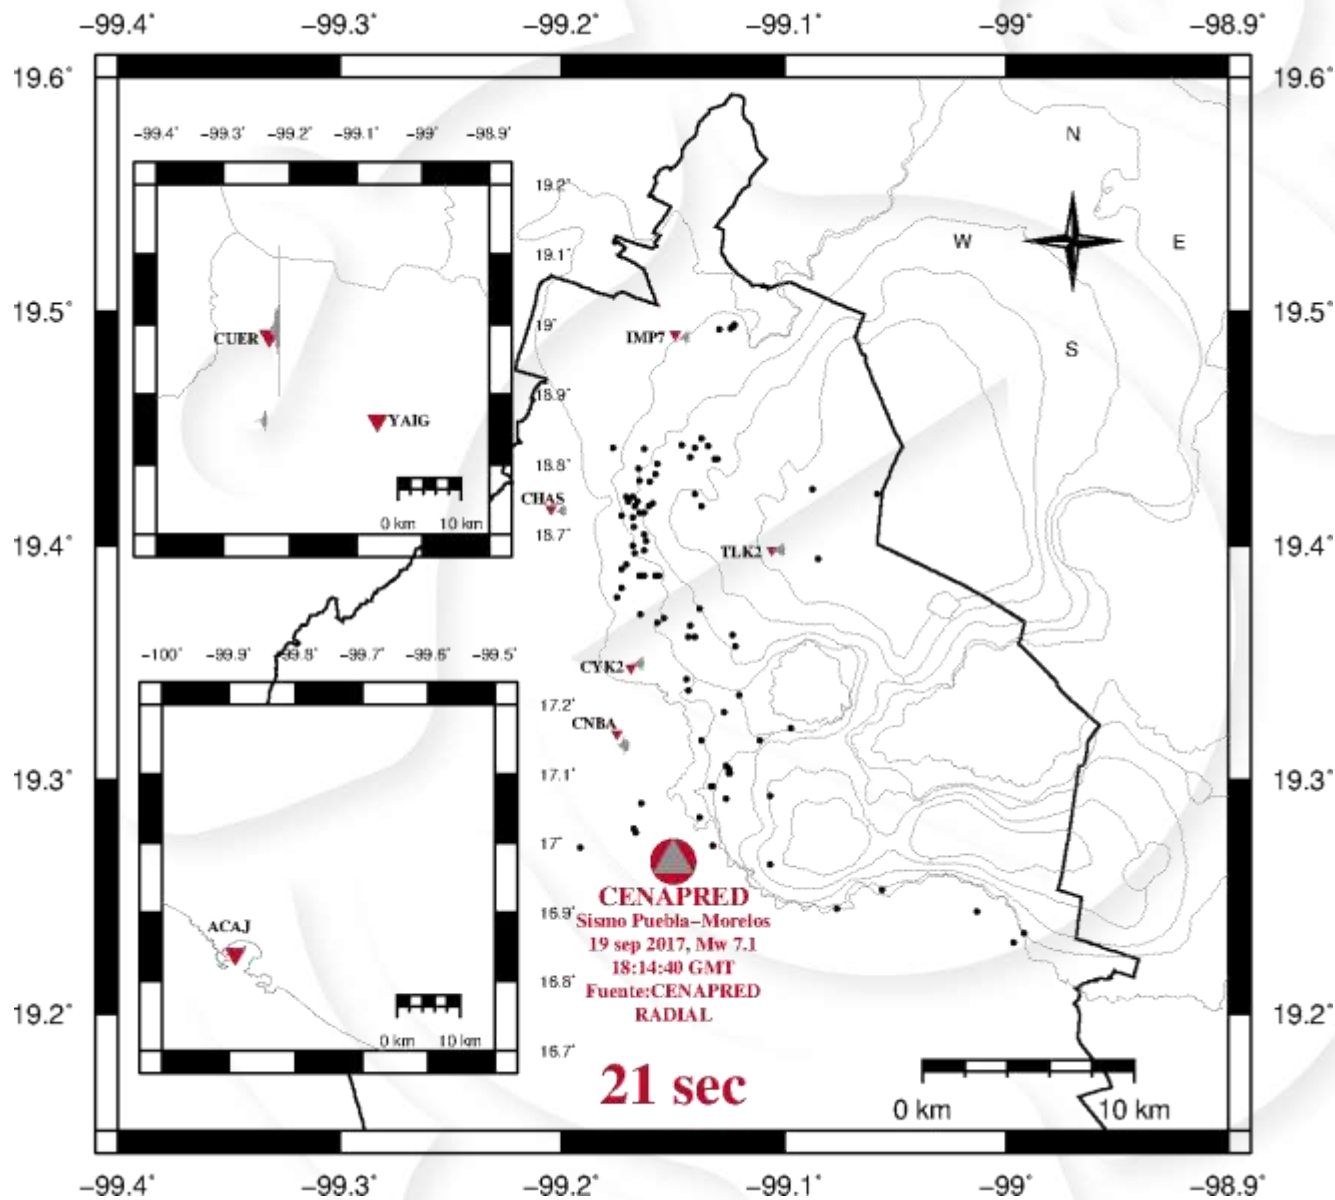 −99.4° −99.3° −99.2° −99.1° −99° −98.9°
19.6° 19.6°
−99.4° −99.3° −99.2° −99.1° −99° −98.9°
N
19.2°
W E
19.1°
19.5° 19.5°
19°
CUER
IMP7
S
18.9°
YAIG
18.8°
CHAS
0 km 10 km
18.7°
19.4° 19.4°
TLK2
−100° −99.9° −99.8° −99.7° −99.6° −99.5°
CYK2
17.2°
CNBA
17.1°
19.3° 19.3°
17°
CENAPRED
16.9°
Sismo Puebla−Morelos
ACAJ
19 sep 2017, Mw 7.1
18:14:40 GMT
16.8°
Fuente:CENAPRED
RADIAL
19.2° 19.2°
0 km 10 km
16.7°
21 sec
0 km 10 km
−99.4° −99.3° −99.2° −99.1° −99° −98.9°